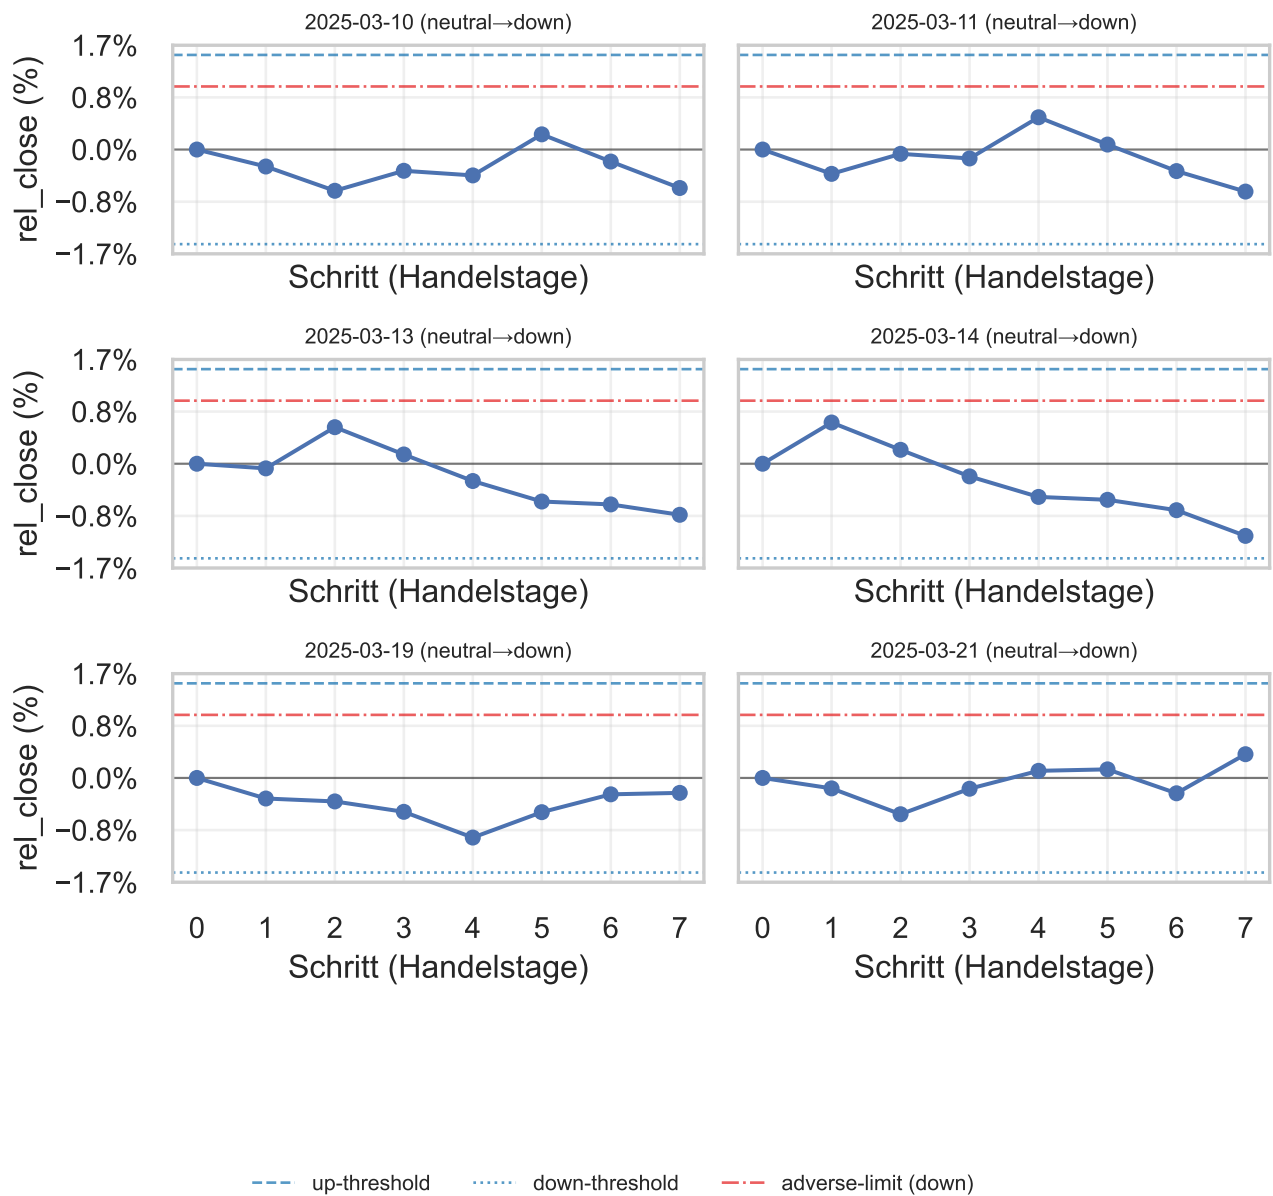 2025-03-10 (neutral→down)
2025-03-11 (neutral→down)
1.7%
0.8%
0.0%
−0.8%
−1.7%
rel_close (%)
Schritt (Handelstage)
Schritt (Handelstage)
2025-03-13 (neutral→down)
2025-03-14 (neutral→down)
1.7%
0.8%
0.0%
−0.8%
−1.7%
rel_close (%)
Schritt (Handelstage)
Schritt (Handelstage)
2025-03-19 (neutral→down)
2025-03-21 (neutral→down)
1.7%
0.8%
0.0%
−0.8%
−1.7%
rel_close (%)
0 1 2 3 4 5 6 7
0 1 2 3 4 5 6 7
Schritt (Handelstage)
Schritt (Handelstage)
up-threshold
down-threshold
adverse-limit (down)